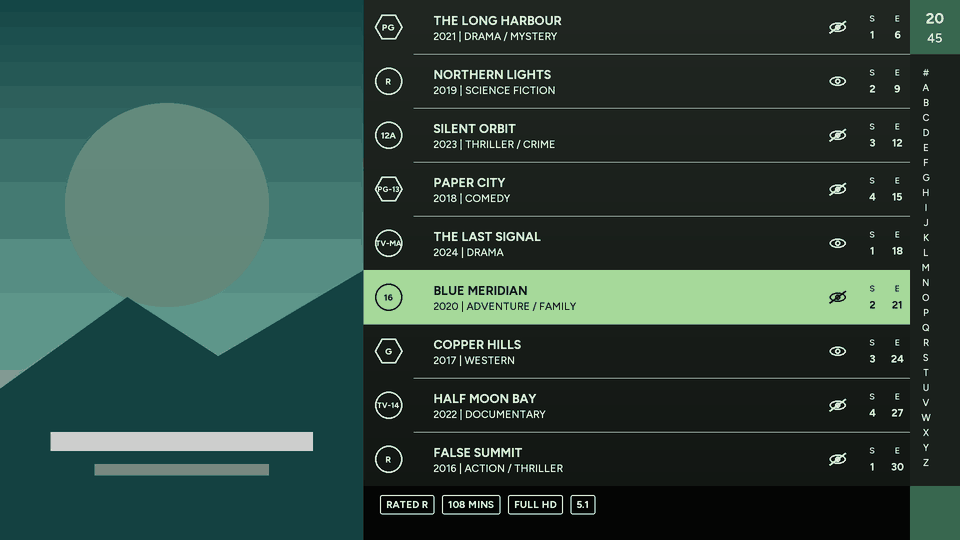 PG
THE LONG HARBOUR
2021 | DRAMA / MYSTERY
S E
1 6
R
NORTHERN LIGHTS
2019 | SCIENCE FICTION
S E
2 9
12A
SILENT ORBIT
2023 | THRILLER / CRIME
S E
3 12
PG-13
PAPER CITY
2018 | COMEDY
S E
4 15
TV-MA
THE LAST SIGNAL
2024 | DRAMA
S E
1 18
16
BLUE MERIDIAN
2020 | ADVENTURE / FAMILY
S E
2 21
G
COPPER HILLS
2017 | WESTERN
S E
3 24
TV-14
HALF MOON BAY
2022 | DOCUMENTARY
S E
4 27
R
FALSE SUMMIT
2016 | ACTION / THRILLER
S E
1 30
RATED R 108 MINS FULL HD 5.1
20
45
#
A
B
C
D
E
F
G
H
I
J
K
L
M
N
O
P
Q
R
S
T
U
V
W
X
Y
Z